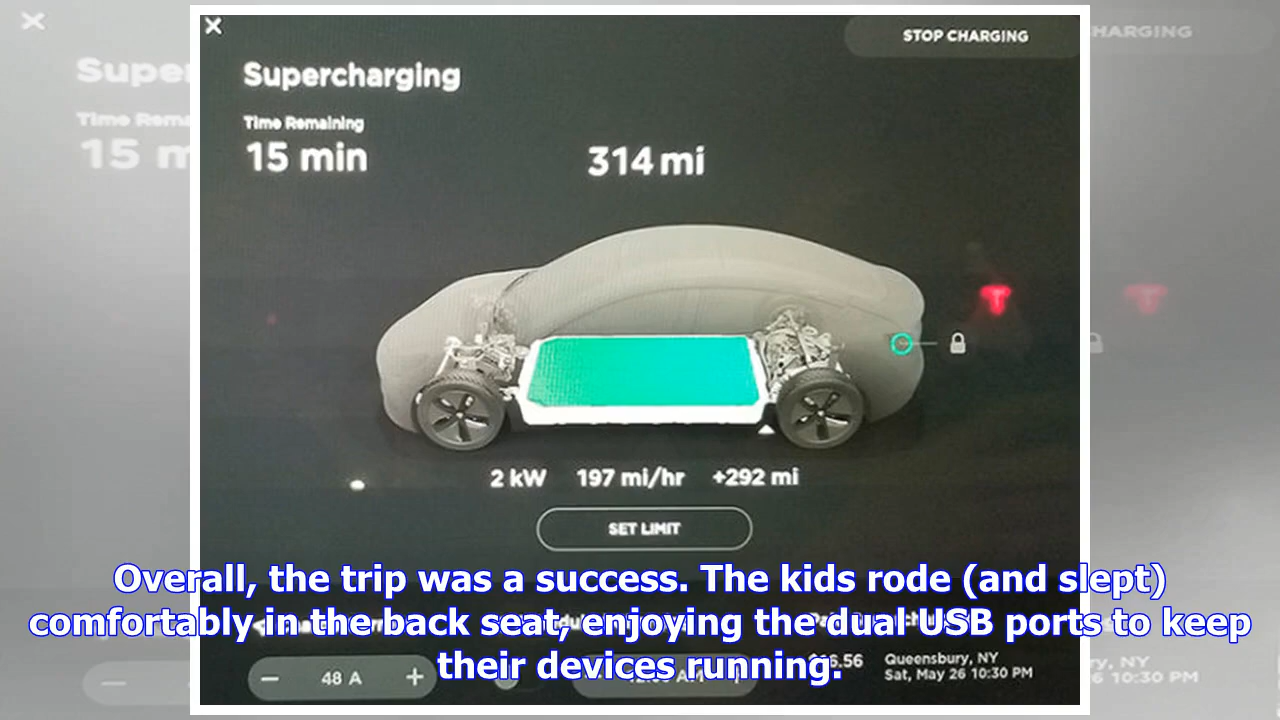 STOP CHARGING
Supercharging
Time Remaining
15 min
314 mi
2 kW 197 mi/hr +292 mi
SET LIMIT
Overall, the trip was a success. The kids rode (and slept)
comfortably in the back seat, enjoying the dual USB ports to keep
their devices running.
48 A
Queensbury, NY
Sat, May 26 10:30 PM